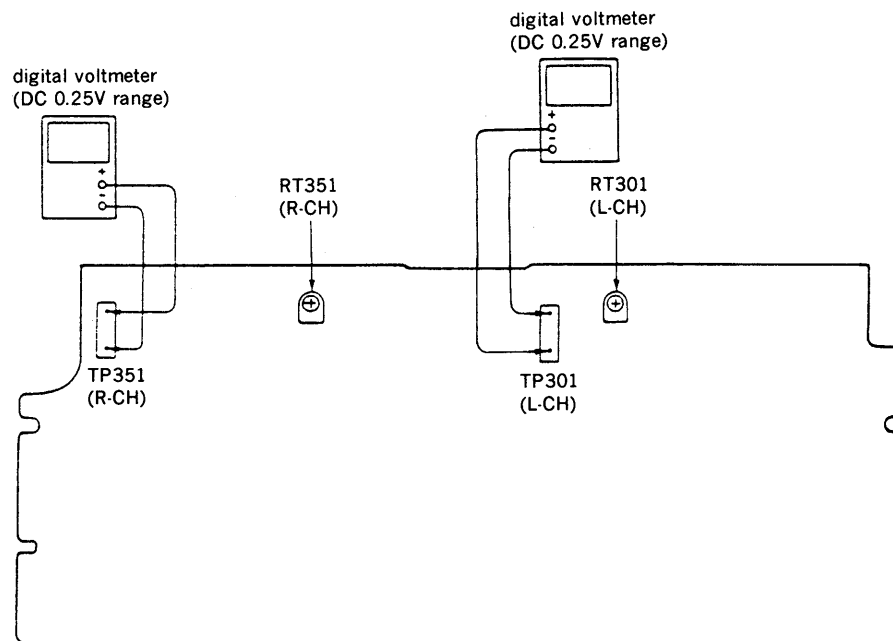 digital voltmeter
(DC 0.25V range)
digital voltmeter
(DC 0.25V range)
+
-
+
-
RT351
(R-CH)
RT301
(L-CH)
TP351
(R-CH)
TP301
(L-CH)